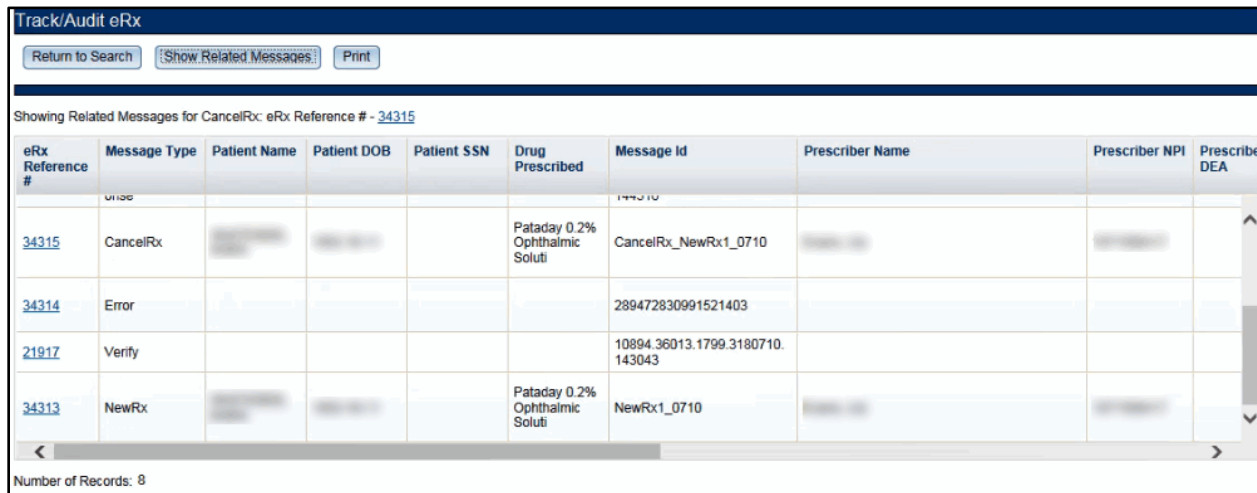 Track/Audit eRx
Return to Search Show Related Messages Print
Showing Related Messages for CancelRx: eRx Reference # - 34315
eRx Reference # Message Type Patient Name Patient DOB Patient SSN Drug Prescribed Message Id Prescriber Name Prescriber NPI Prescribe DEA
34315 CancelRx Pataday 0.2% Ophthalmic Soluti CancelRx_NewRx1_0710
34314 Error 289472830991521403
21917 Verify 10894.36013.1799.3180710.143043
34313 NewRx Pataday 0.2% Ophthalmic Soluti NewRx1_0710
Number of Records: 8